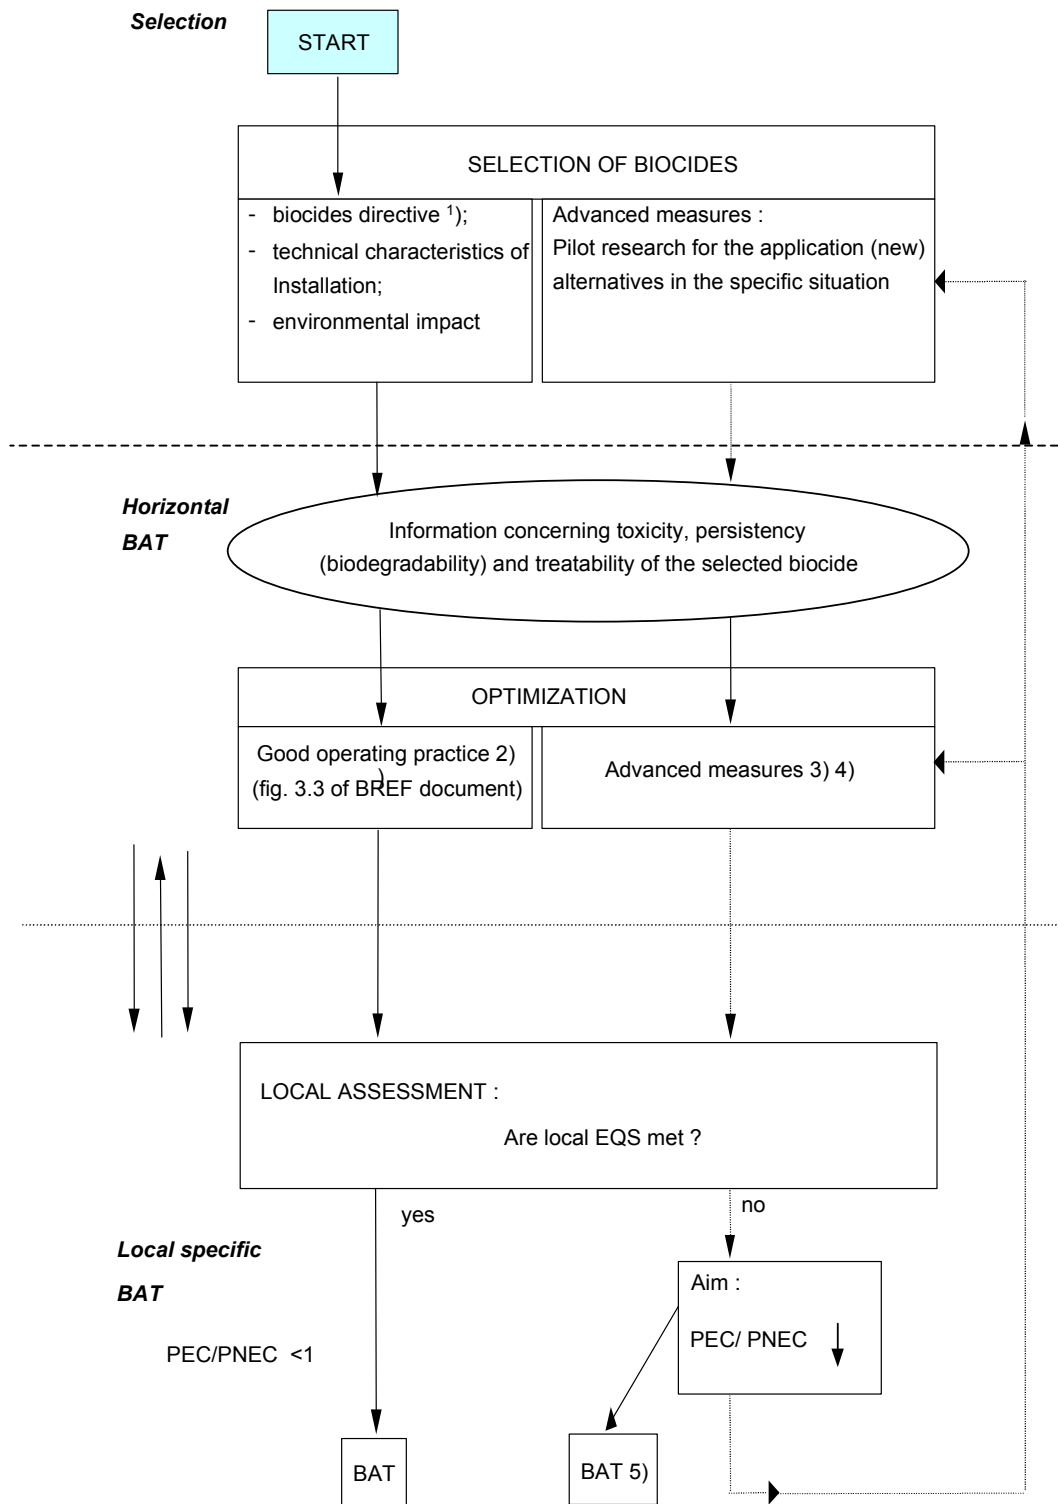 Selection
START
SELECTION OF BIOCIDES
- biocides directive ¹);
- technical characteristics of
Installation;
- environmental impact
Advanced measures :
Pilot research for the application (new)
alternatives in the specific situation
Horizontal
BAT
Information concerning toxicity, persistency
(biodegradability) and treatability of the selected biocide
OPTIMIZATION
Good operating practice 2)
)
(fig. 3.3 of BREF document)
Advanced measures 3) 4)
LOCAL ASSESSMENT :
Are local EQS met ?
yes
no
Local specific
BAT
Aim :
PEC/ PNEC
PEC/PNEC <1
BAT
BAT 5)